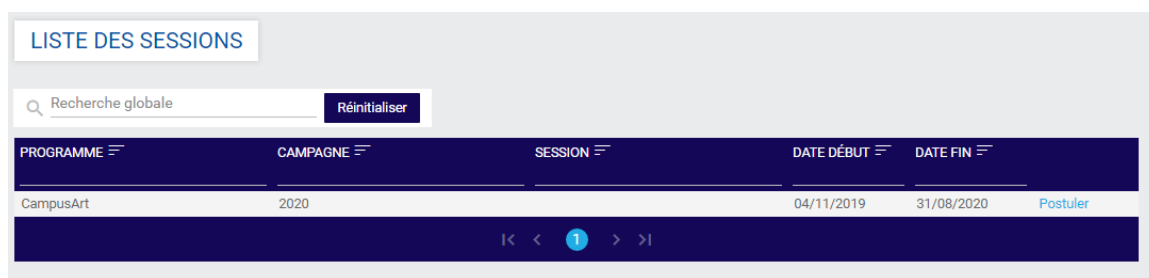 LISTE DES SESSIONS
Recherche globale Réinitialiser
PROGRAMME CAMPAGNE SESSION DATE DÉBUT DATE FIN
CampusArt 2020 04/11/2019 31/08/2020 Postuler
1